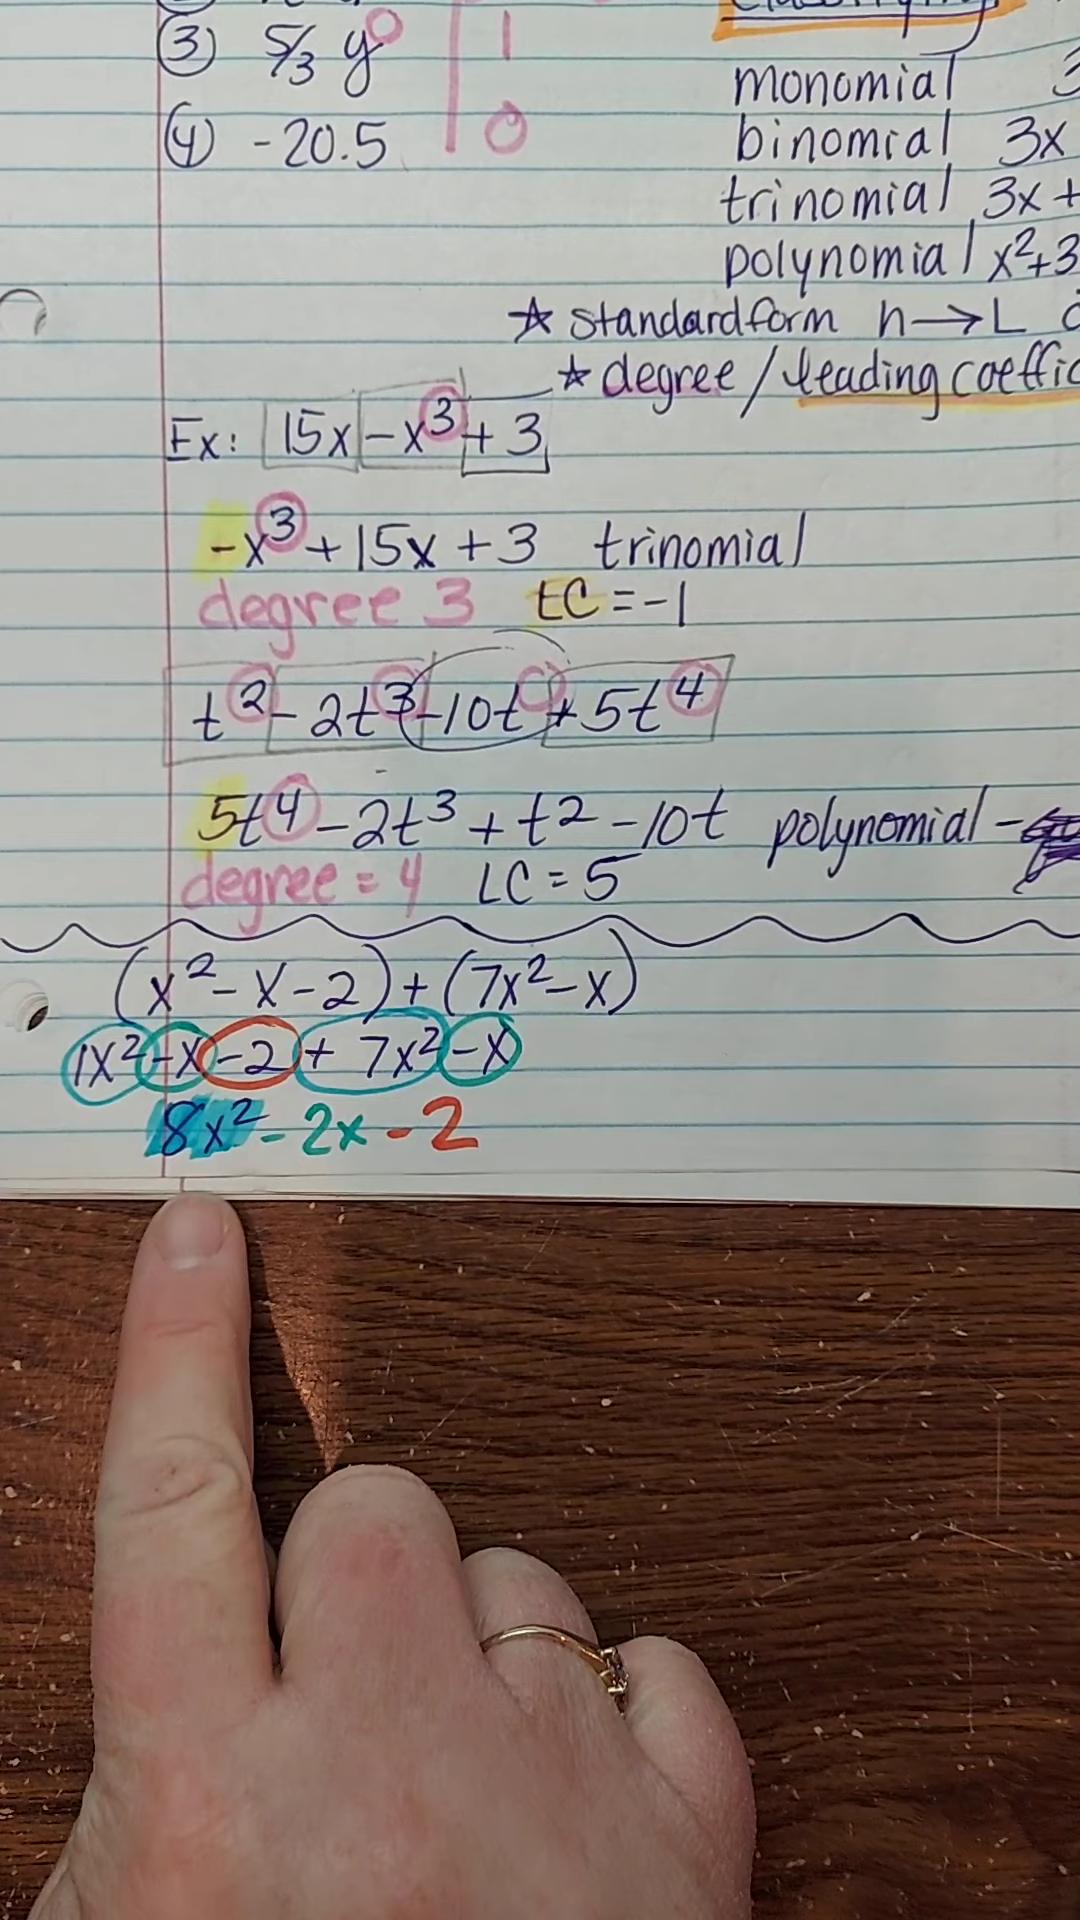 ③ 5/3 y⁰ | 1
④ -20.5 | 0
monomial 3
binomial 3x
trinomial 3x+
polynomial x²+3
☆ standard form h→L
☆ degree / leading coeffic
Ex: 15x -x³ + 3
-x³ + 15x + 3 trinomial
degree 3 LC = -1
t² - 2t³ -10t + 5t⁴
5t⁴ - 2t³ + t² - 10t polynomial -
degree = 4 LC = 5
(x² - x - 2) + (7x² - x)
1x² - x - 2 + 7x² - x
8x² - 2x - 2